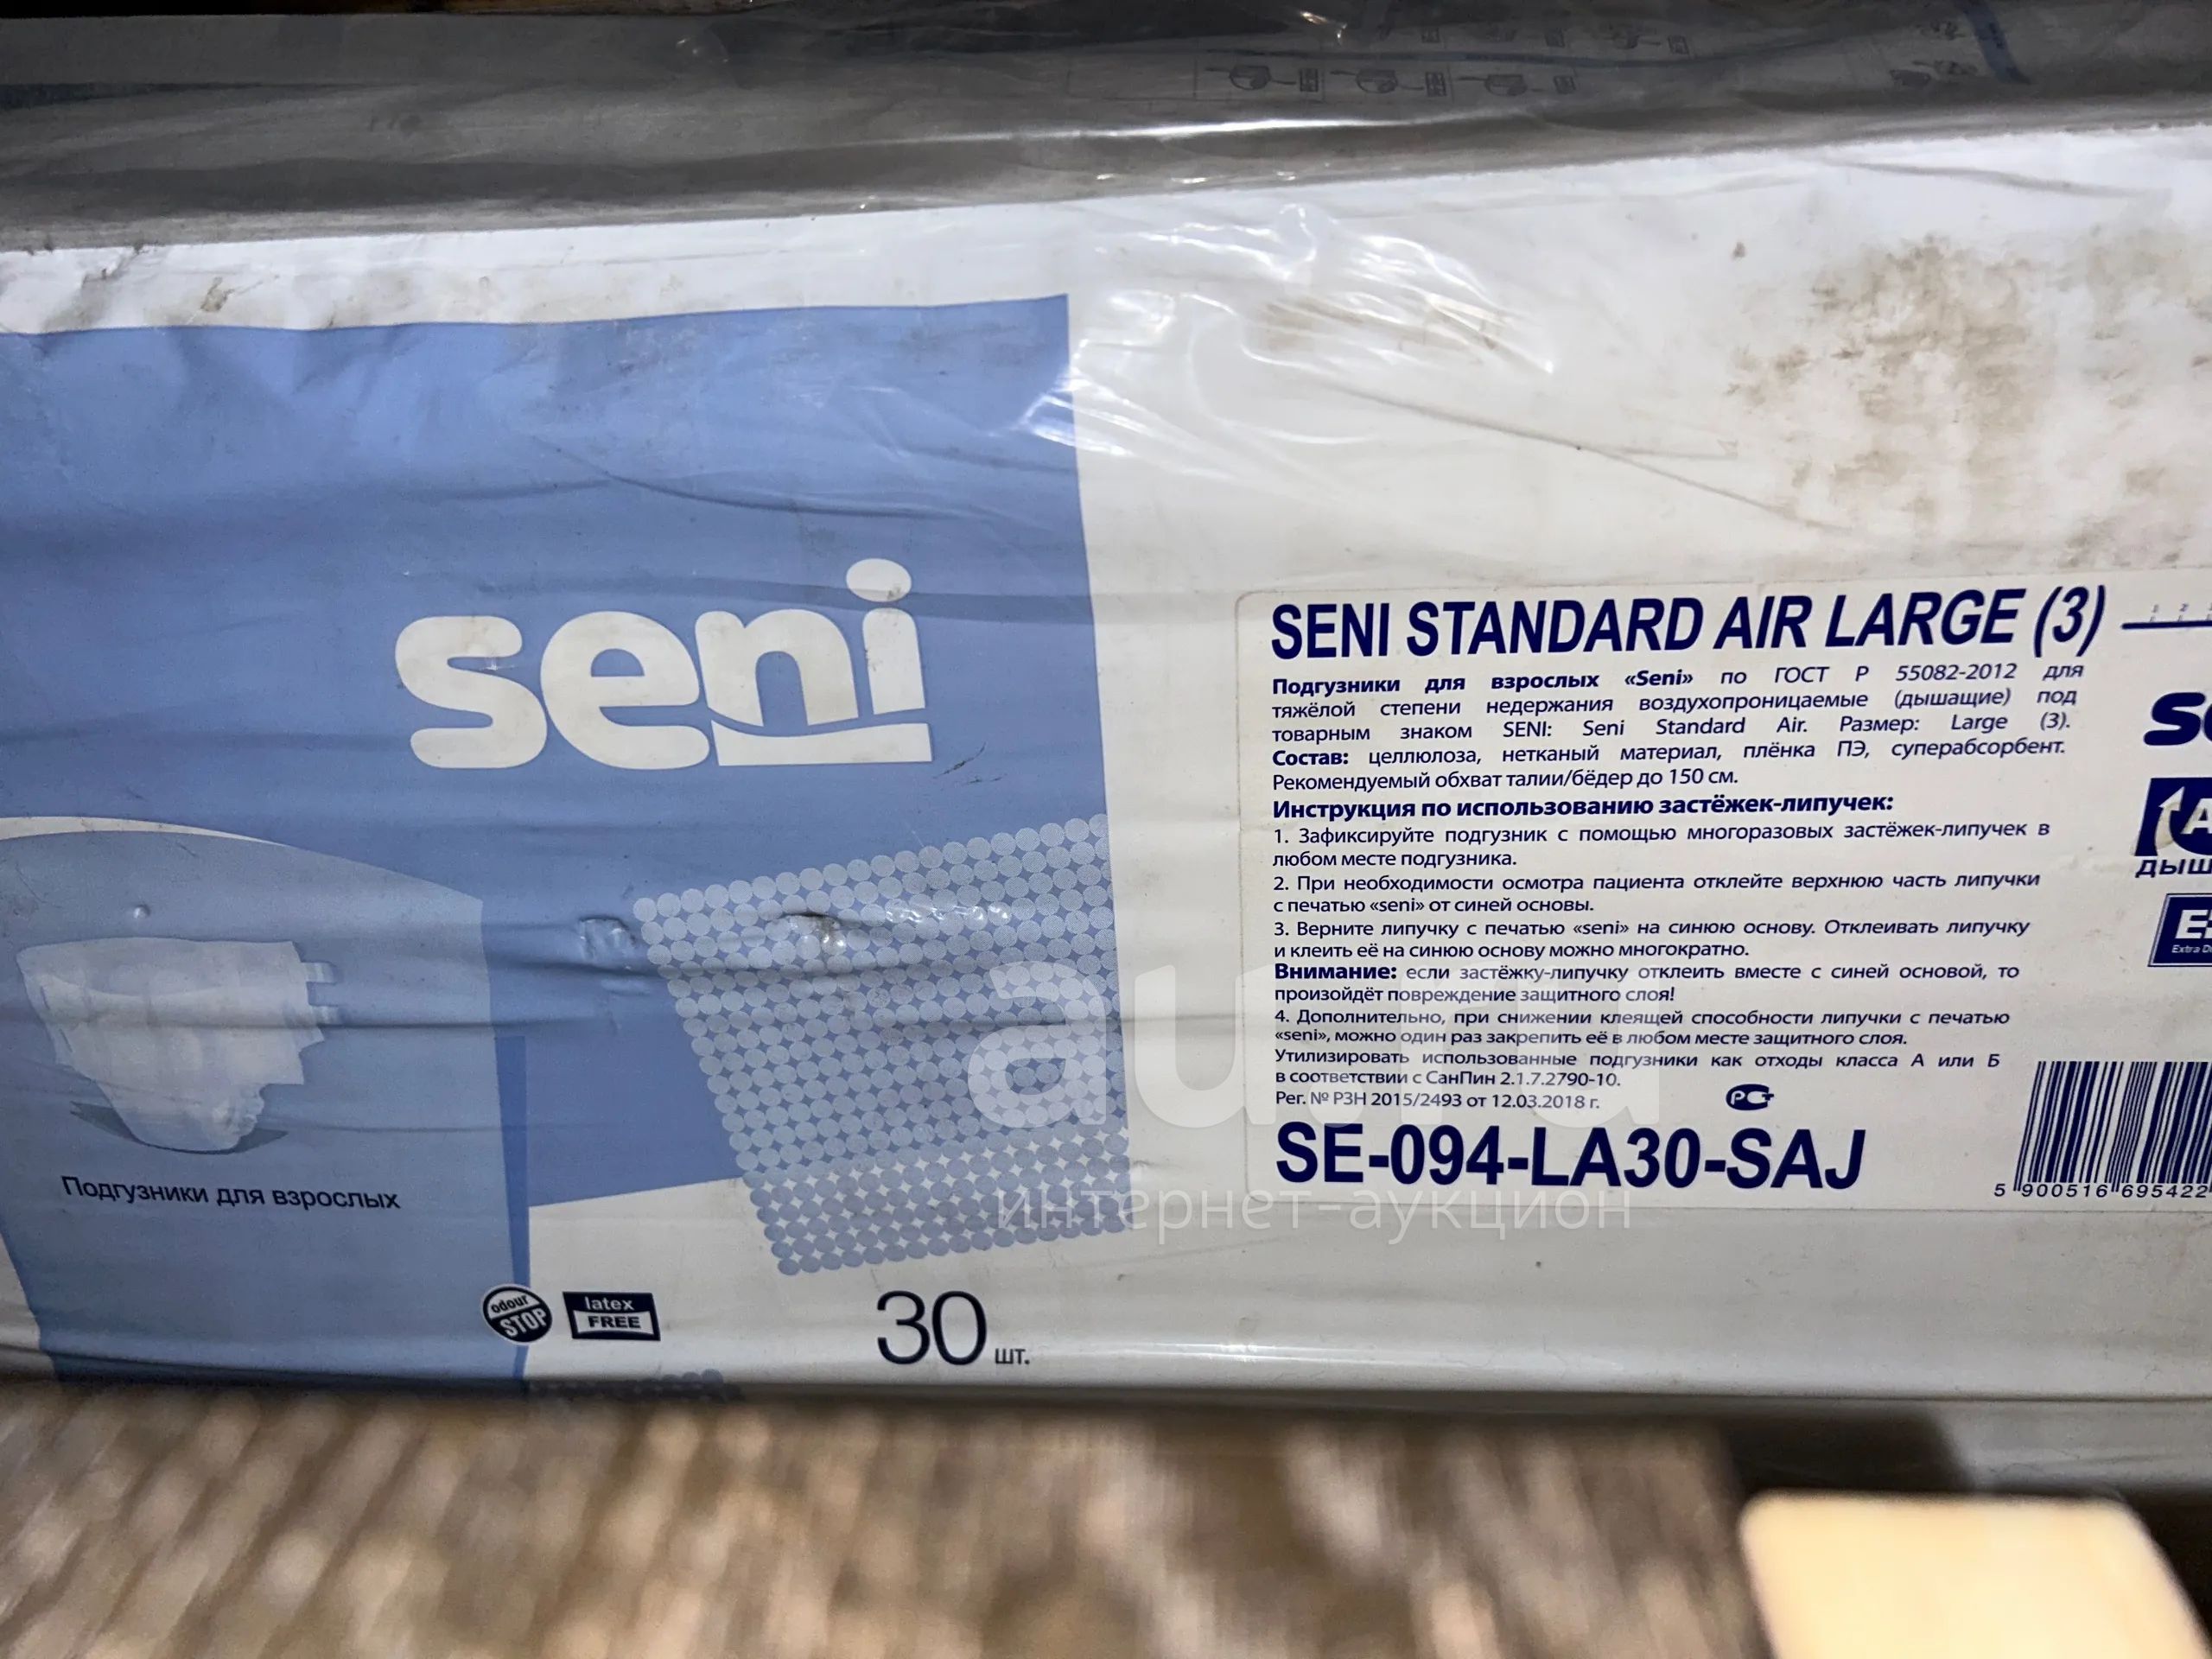 seni
Подгузники для взрослых
odour
STOP
latex
FREE
30 шт.
SENI STANDARD AIR LARGE (3)
Подгузники для взрослых «Seni» по ГОСТ Р 55082-2012 для
тяжёлой степени недержания воздухопроницаемые (дышащие) под
товарным знаком SENI: Seni Standard Air. Размер: Large (3).
Состав: целлюлоза, нетканый материал, плёнка ПЭ, суперабсорбент.
Рекомендуемый обхват талии/бёдер до 150 см.
Инструкция по использованию застёжек-липучек:
1. Зафиксируйте подгузник с помощью многоразовых застёжек-липучек в
любом месте подгузника.
2. При необходимости осмотра пациента отклейте верхнюю часть липучки
с печатью «seni» от синей основы.
3. Верните липучку с печатью «seni» на синюю основу. Отклеивать липучку
и клеить её на синюю основу можно многократно.
Внимание: если застёжку-липучку отклеить вместе с синей основой, то
произойдёт повреждение защитного слоя!
4. Дополнительно, при снижении клеящей способности липучки с печатью
«seni», можно один раз закрепить её в любом месте защитного слоя.
Утилизировать использованные подгузники как отходы класса А или Б
в соответствии с СанПин 2.1.7.2790-10.
Рег. № РЗН 2015/2493 от 12.03.2018 г.
SE-094-LA30-SAJ
5 900516 695422
au.ru
интернет-аукцион